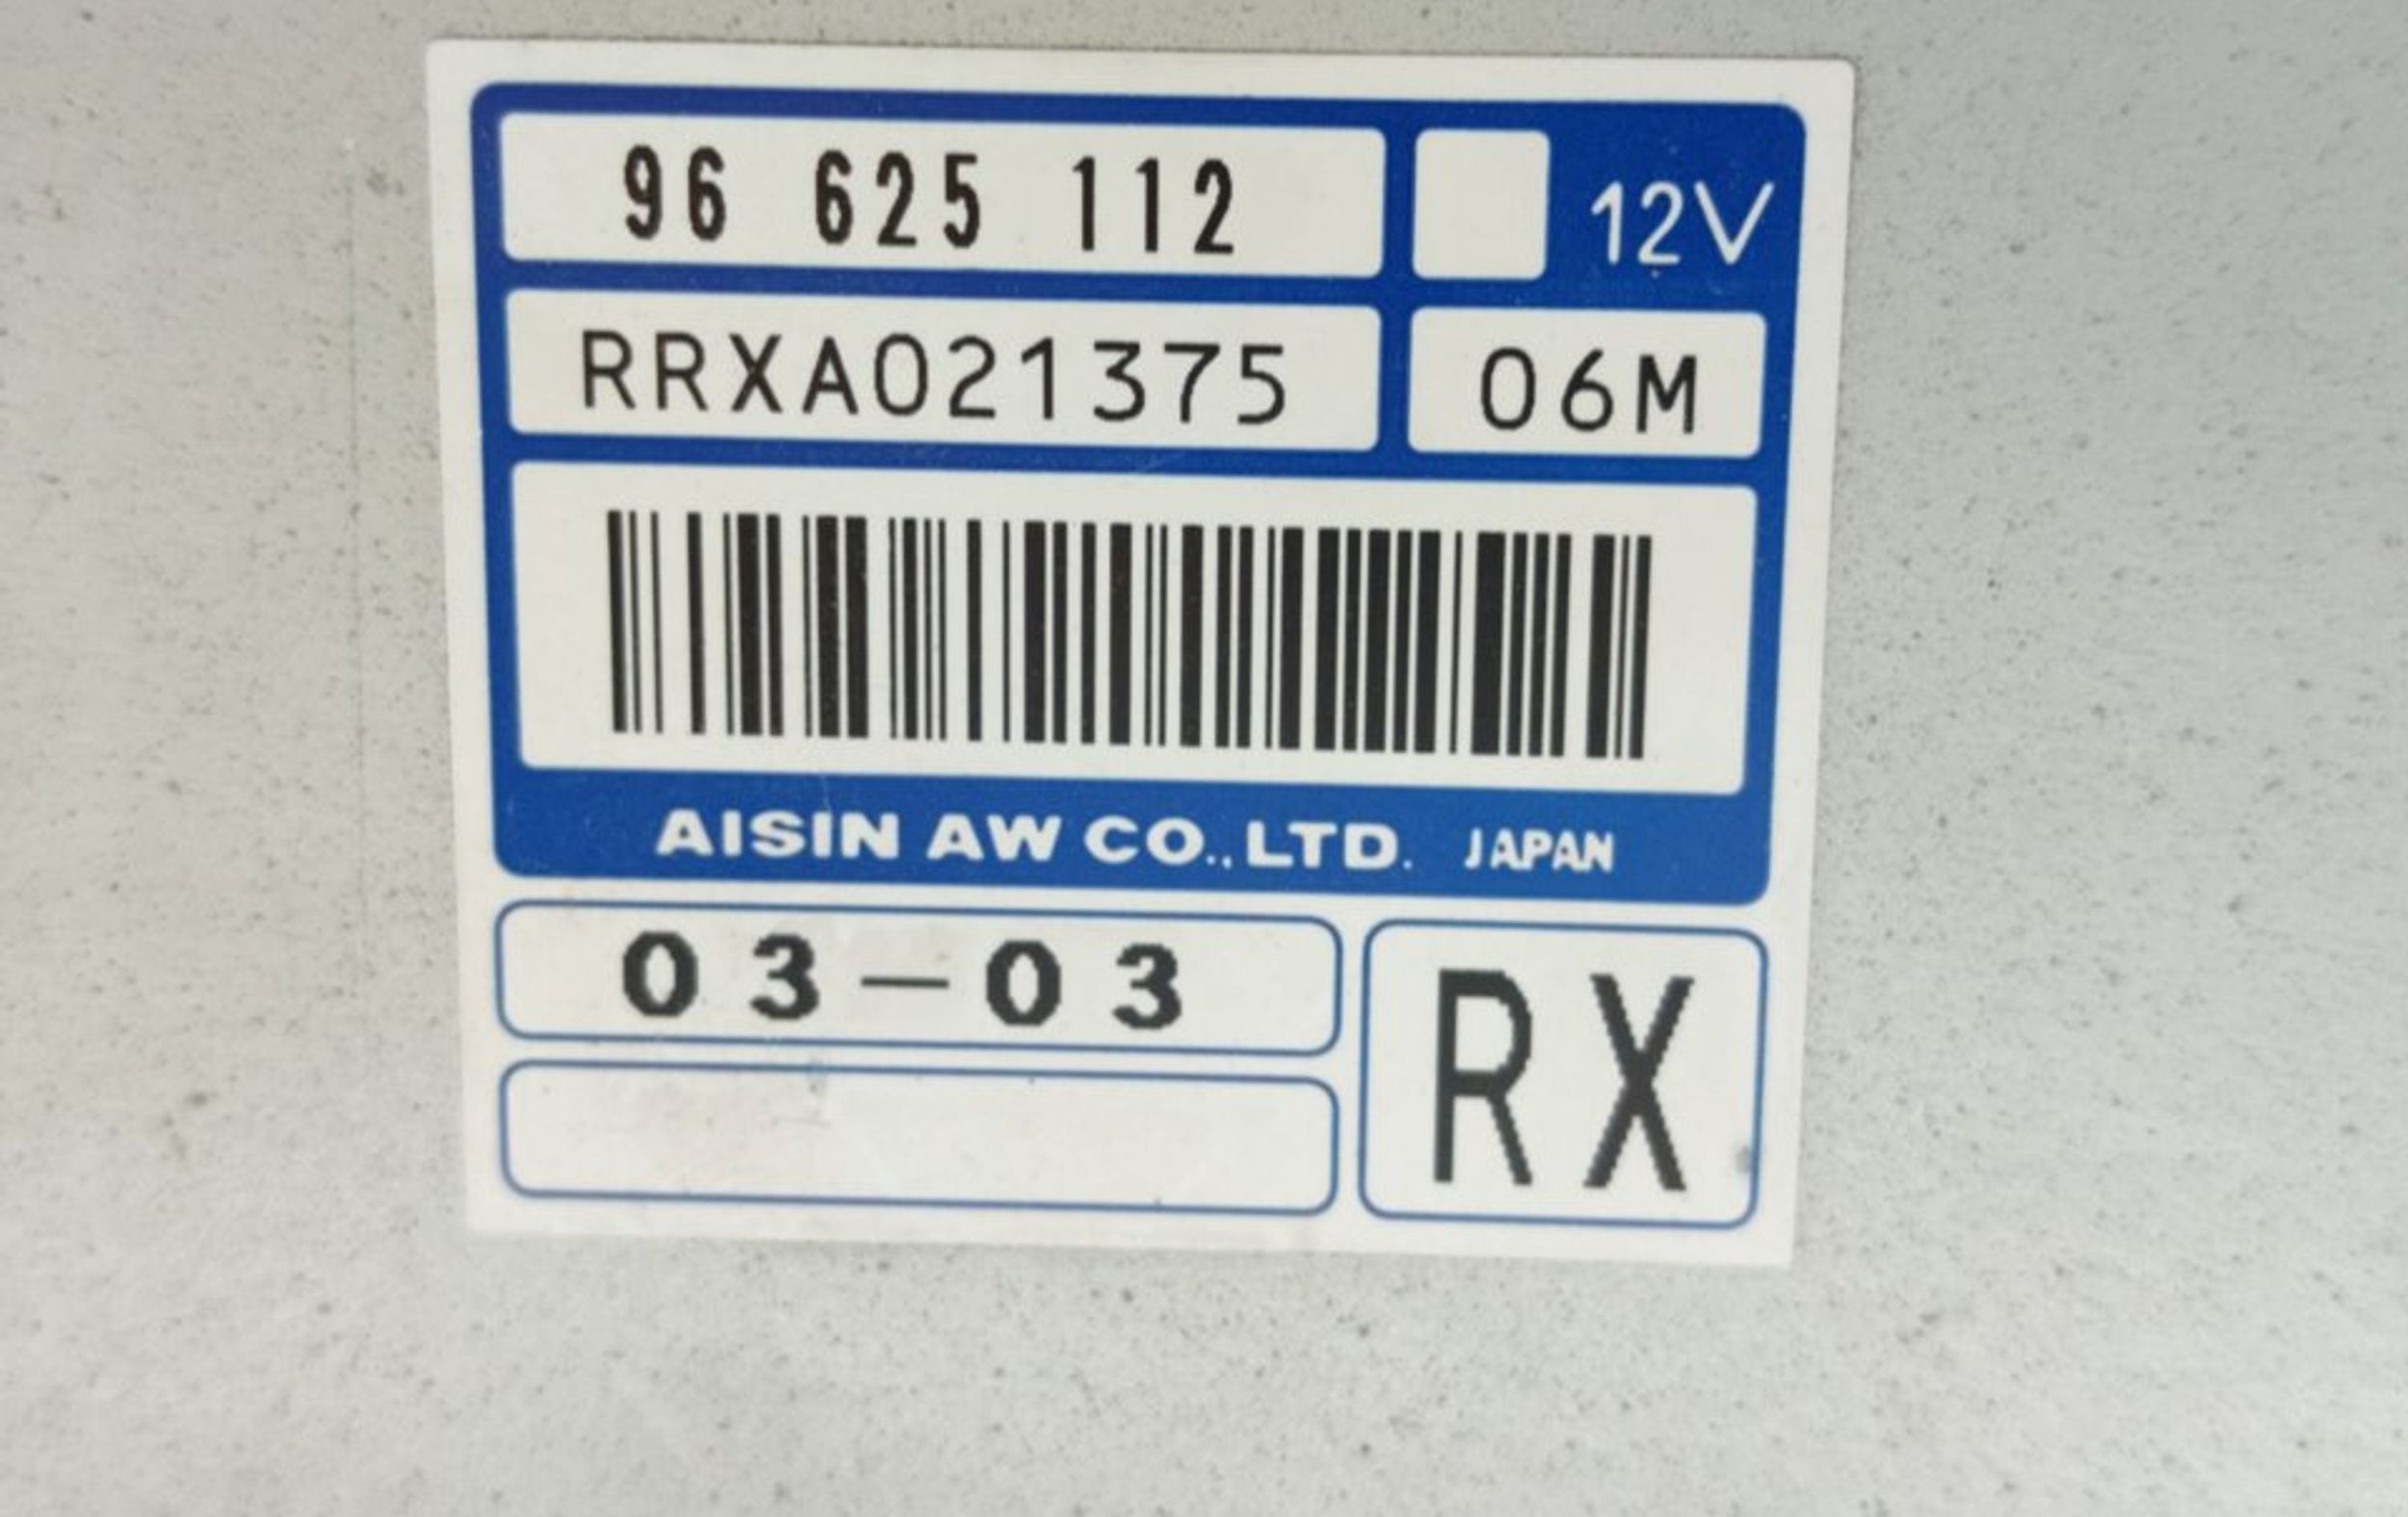 96 625 112 12V
RRXA021375 06M
AISIN AW CO.,LTD. JAPAN
03-03
RX